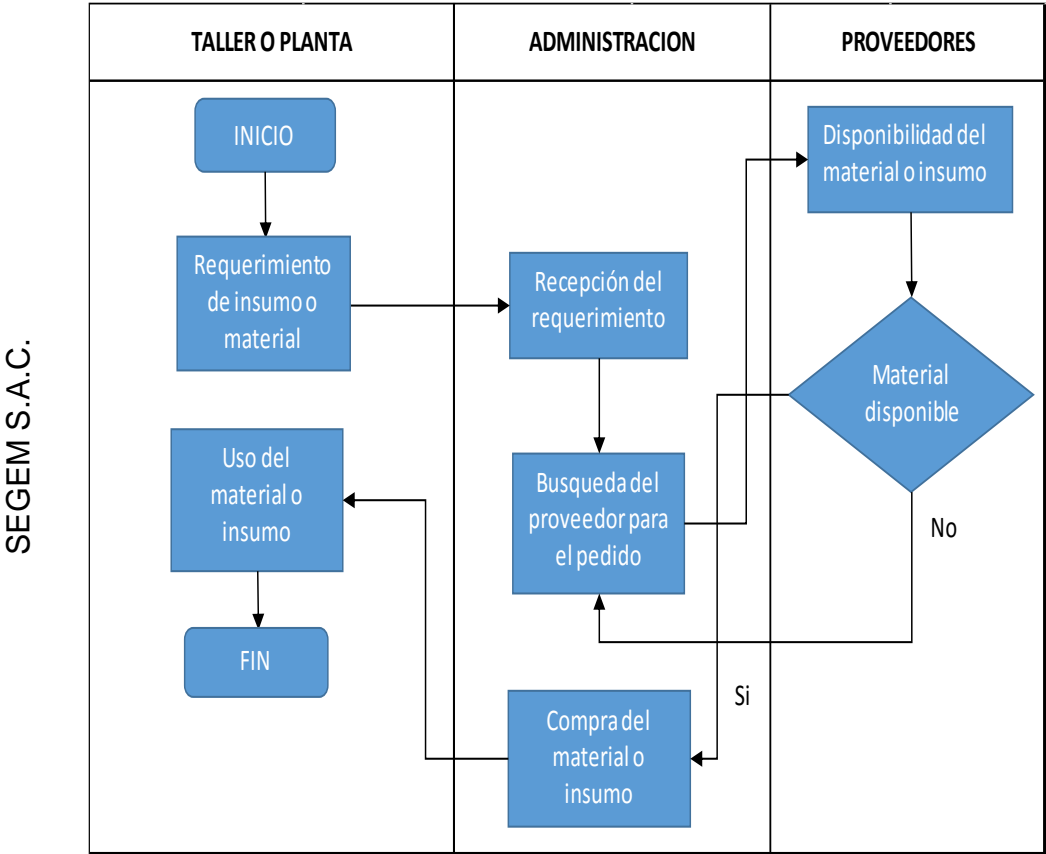 SEGEM S.A.C.
TALLER O PLANTA
ADMINISTRACION
PROVEEDORES
INICIO
Requerimiento
de insumo o
material
Recepción del
requerimiento
Disponibilidad del
material o insumo
Material
disponible
Uso del
material o
insumo
Busqueda del
proveedor para
el pedido
No
FIN
Si
Compra del
material o
insumo